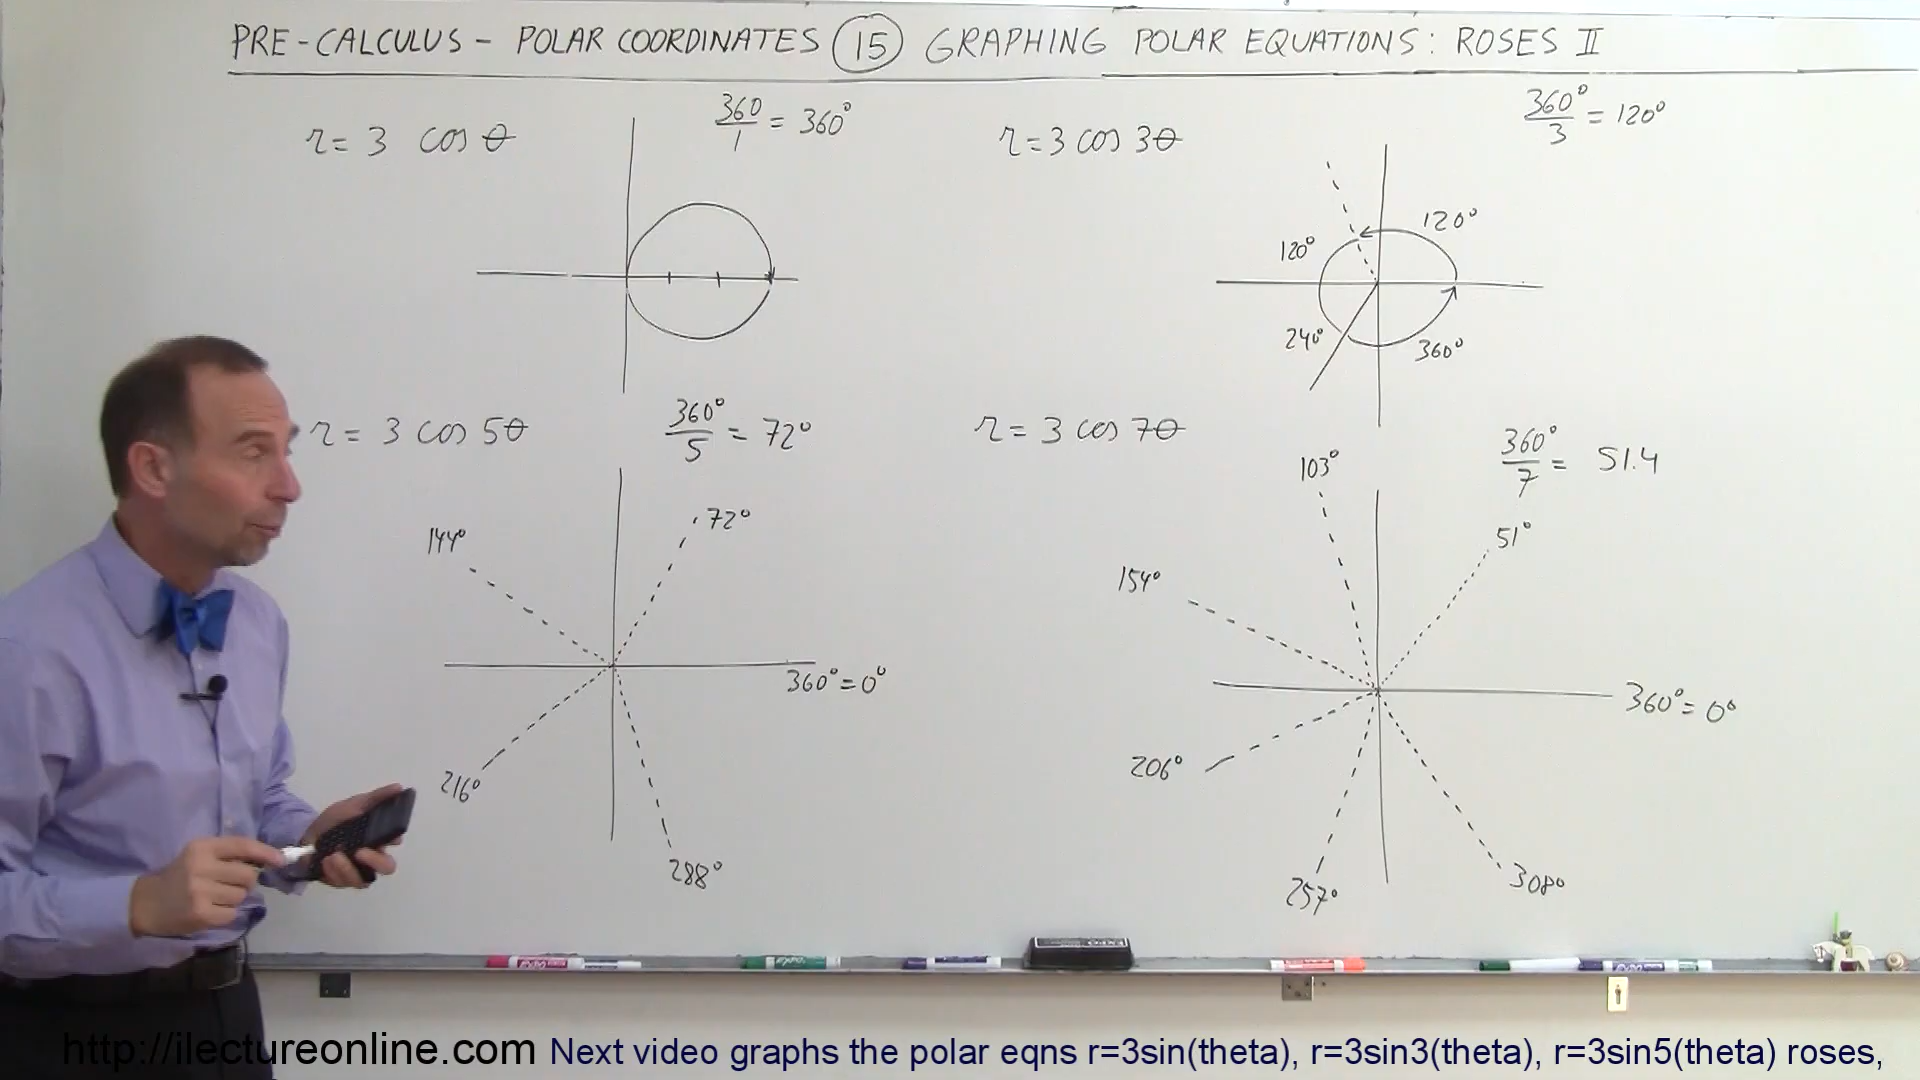 PRE-CALCULUS - POLAR COORDINATES 15 GRAPHING POLAR EQUATIONS: ROSES II
r = 3 cos θ
360/1 = 360°
r = 3 cos 3θ
360°/3 = 120°
120°
120°
240°
360°
r = 3 cos 5θ
360°/5 = 72°
72°
144°
360° = 0°
216°
288°
r = 3 cos 7θ
360°/7 = 51.4
103°
51°
154°
360° = 0°
206°
257°
308°
EXPO
http://ilectureonline.com Next video graphs the polar eqns r=3sin(theta), r=3sin3(theta), r=3sin5(theta) roses,